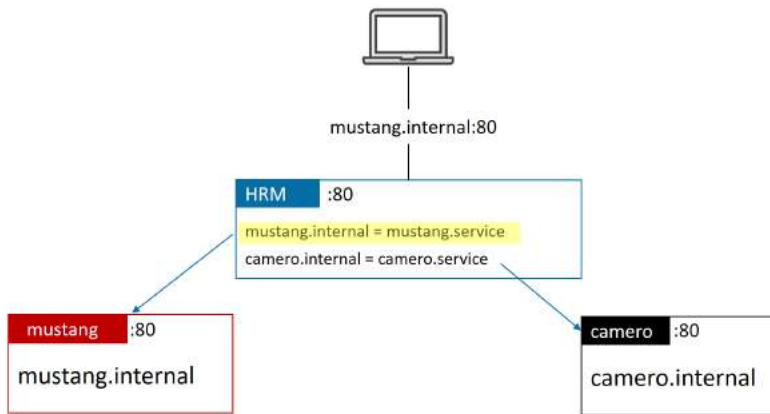 mustang.internal:80
HRM :80
mustang.internal = mustang.service
camero.internal = camero.service
mustang :80
mustang.internal
camero :80
camero.internal